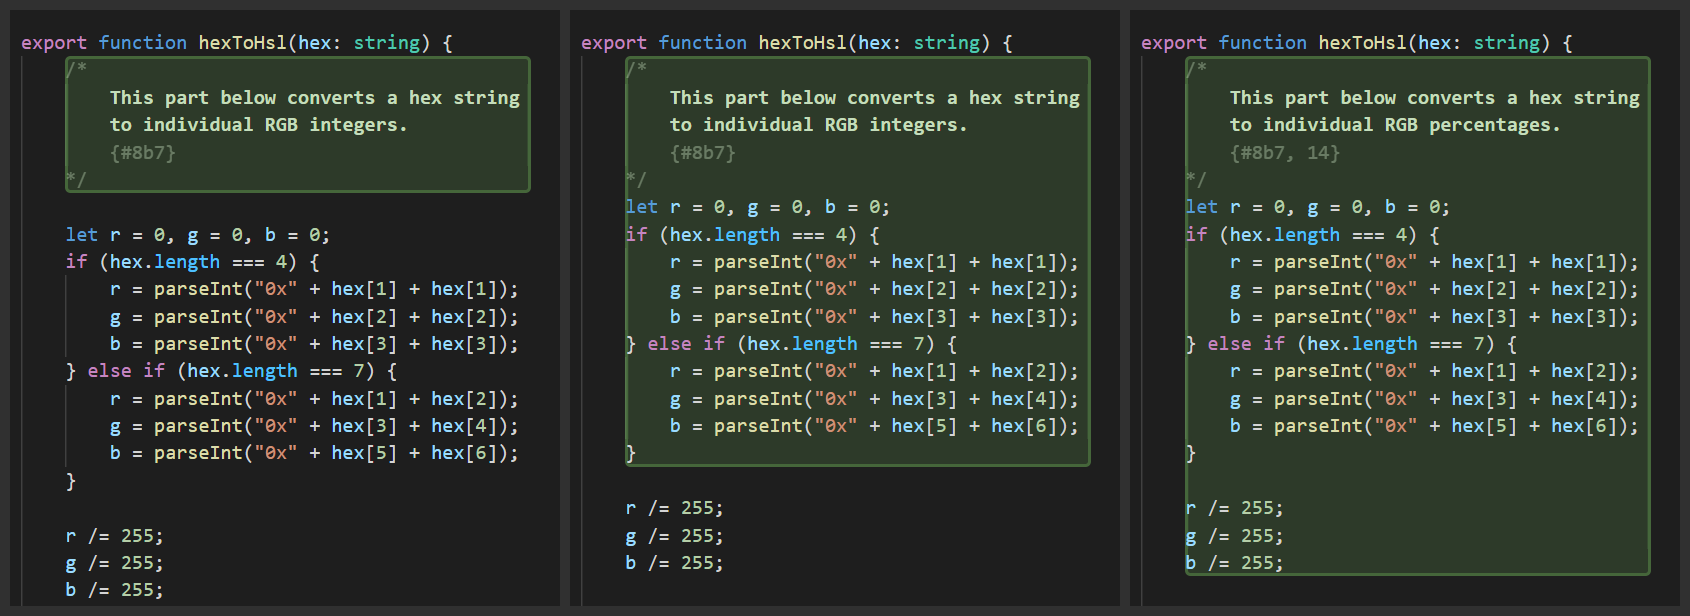 export function hexToHsl(hex: string) {
/*
This part below converts a hex string
to individual RGB integers.
{#8b7}
*/
let r = 0, g = 0, b = 0;
if (hex.length === 4) {
r = parseInt("0x" + hex[1] + hex[1]);
g = parseInt("0x" + hex[2] + hex[2]);
b = parseInt("0x" + hex[3] + hex[3]);
} else if (hex.length === 7) {
r = parseInt("0x" + hex[1] + hex[2]);
g = parseInt("0x" + hex[3] + hex[4]);
b = parseInt("0x" + hex[5] + hex[6]);
}
r /= 255;
g /= 255;
b /= 255;
export function hexToHsl(hex: string) {
/*
This part below converts a hex string
to individual RGB integers.
{#8b7}
*/
let r = 0, g = 0, b = 0;
if (hex.length === 4) {
r = parseInt("0x" + hex[1] + hex[1]);
g = parseInt("0x" + hex[2] + hex[2]);
b = parseInt("0x" + hex[3] + hex[3]);
} else if (hex.length === 7) {
r = parseInt("0x" + hex[1] + hex[2]);
g = parseInt("0x" + hex[3] + hex[4]);
b = parseInt("0x" + hex[5] + hex[6]);
}
r /= 255;
g /= 255;
b /= 255;
export function hexToHsl(hex: string) {
/*
This part below converts a hex string
to individual RGB percentages.
{#8b7, 14}
*/
let r = 0, g = 0, b = 0;
if (hex.length === 4) {
r = parseInt("0x" + hex[1] + hex[1]);
g = parseInt("0x" + hex[2] + hex[2]);
b = parseInt("0x" + hex[3] + hex[3]);
} else if (hex.length === 7) {
r = parseInt("0x" + hex[1] + hex[2]);
g = parseInt("0x" + hex[3] + hex[4]);
b = parseInt("0x" + hex[5] + hex[6]);
}
r /= 255;
g /= 255;
b /= 255;